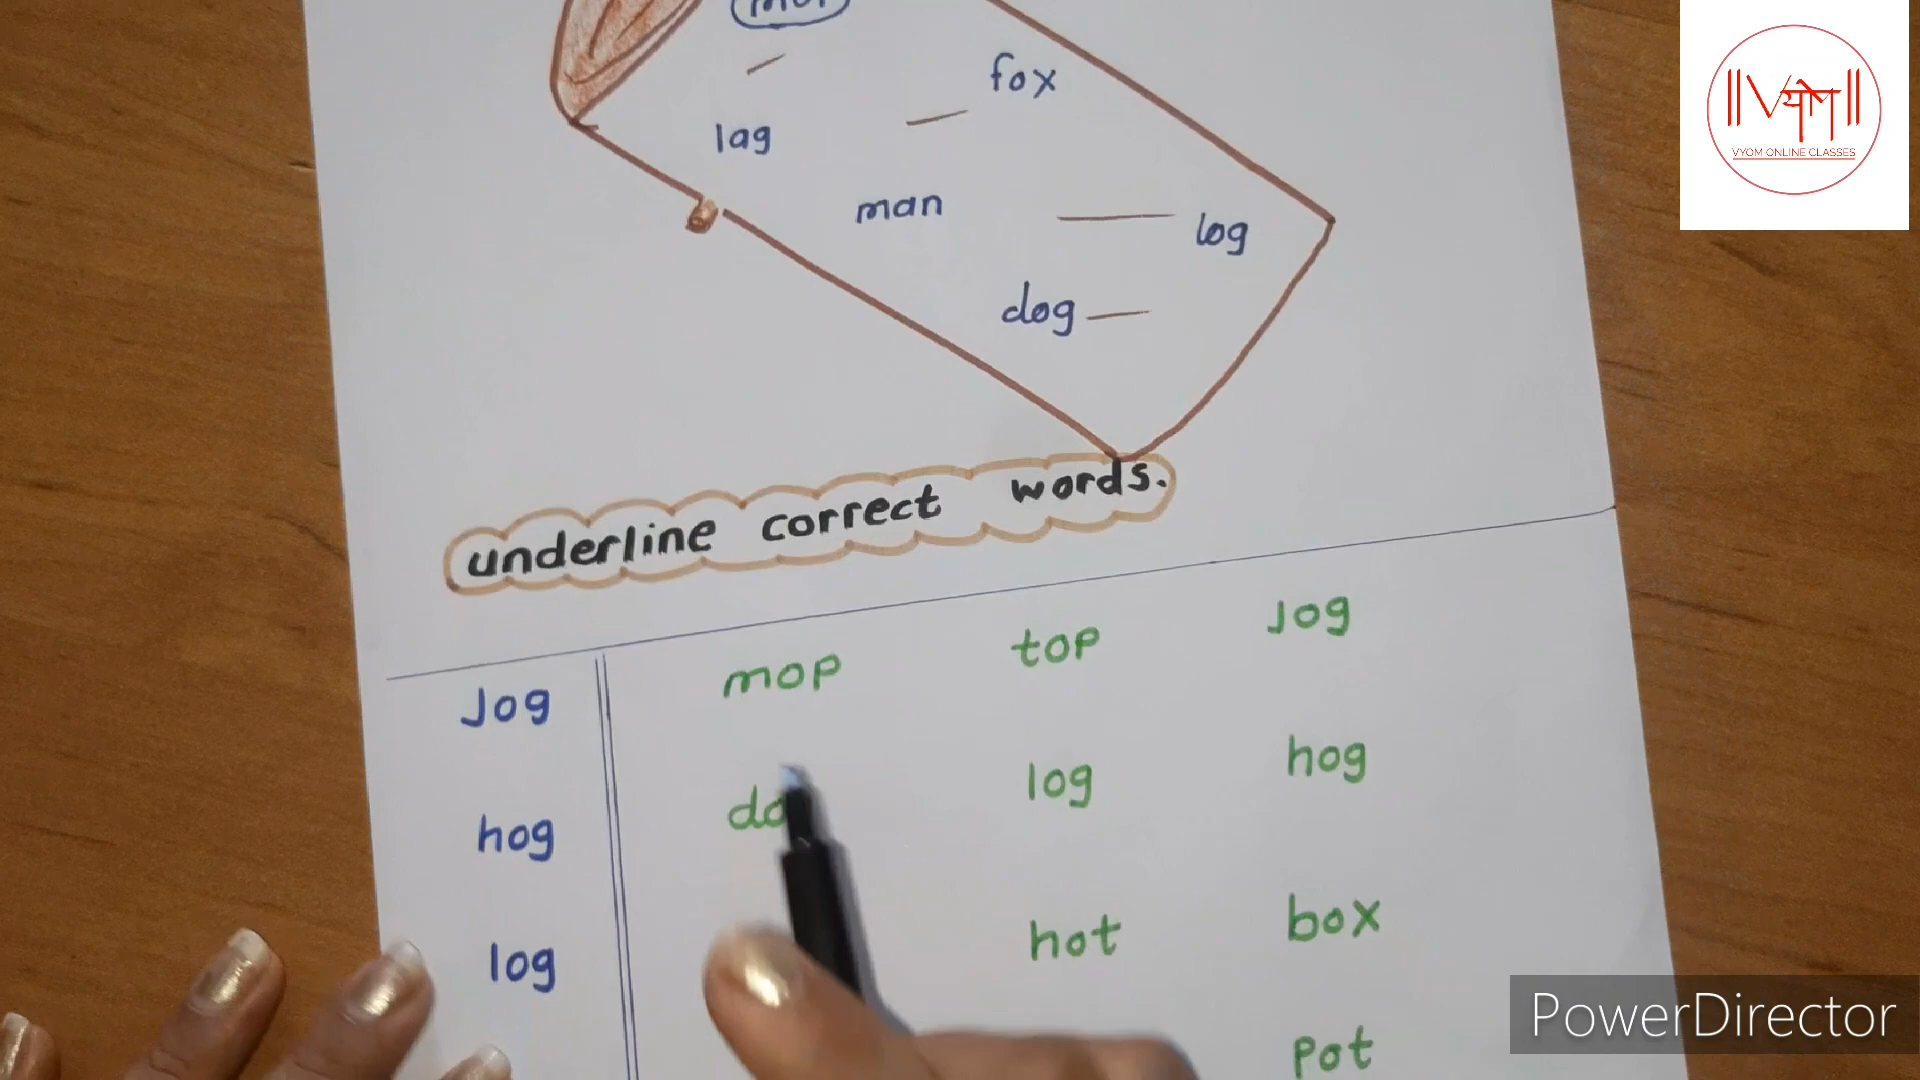 fox
lag
man
log
dog
underline correct words.
Jog mop top Jog
hog log hog
log hot box
pot
||Vयोम||
VYOM ONLINE CLASSES
PowerDirector